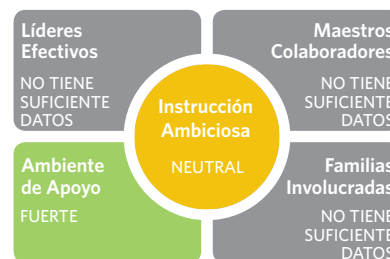 Líderes
Efectivos
NO TIENE
SUFICIENTE
DATOS
Maestros
Colaboradores
NO TIENE
SUFICIENTE
DATOS
Instrucción
Ambiciosa
NEUTRAL
Ambiente
de Apoyo
FUERTE
Familias
Involucradas
NO TIENE
SUFICIENTE
DATOS